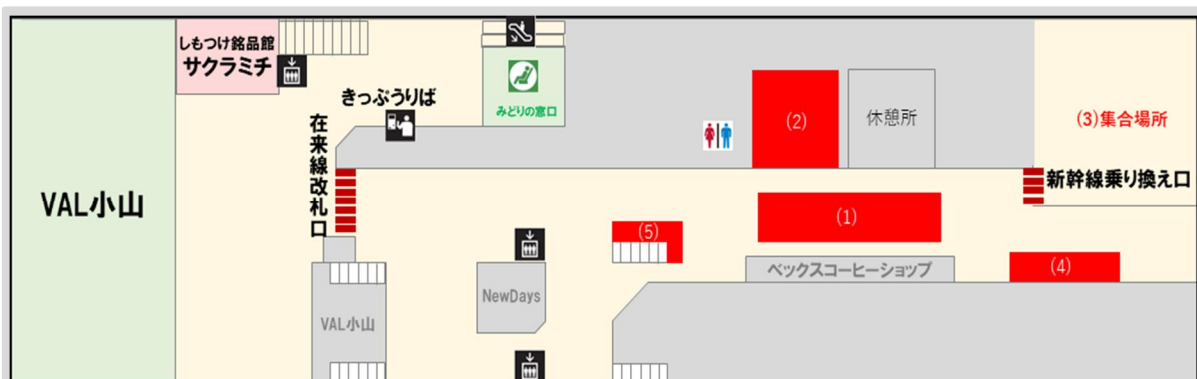 しもつけ銘品館
サクラミチ
きっぷうりば
みどりの窓口
在来線改札口
VAL小山
(2)
休憩所
(3)集合場所
新幹線乗り換え口
(1)
(5)
(4)
ベックスコーヒーショップ
NewDays
VAL小山